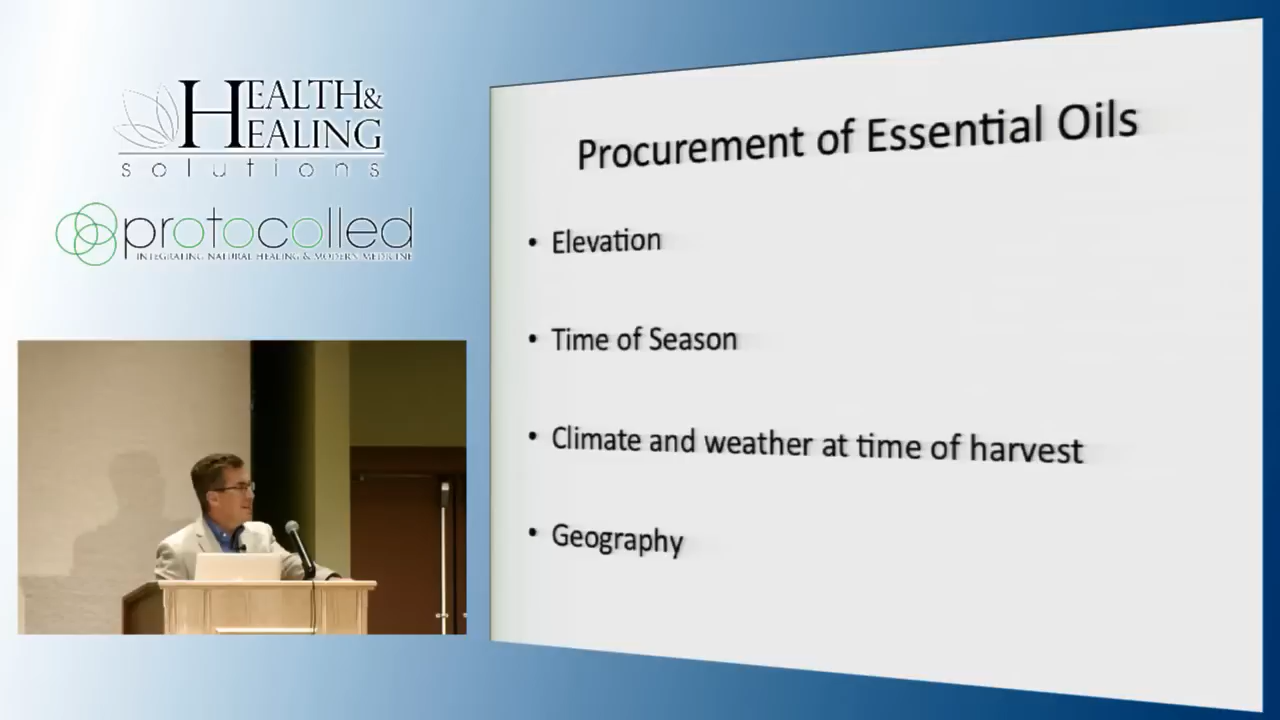 HEALTH&
HEALING
solutions
protocolled
INTEGRATING NATURAL HEALING & MODERN MEDICINE
Procurement of Essential Oils
• Elevation
• Time of Season
• Climate and weather at time of harvest
• Geography